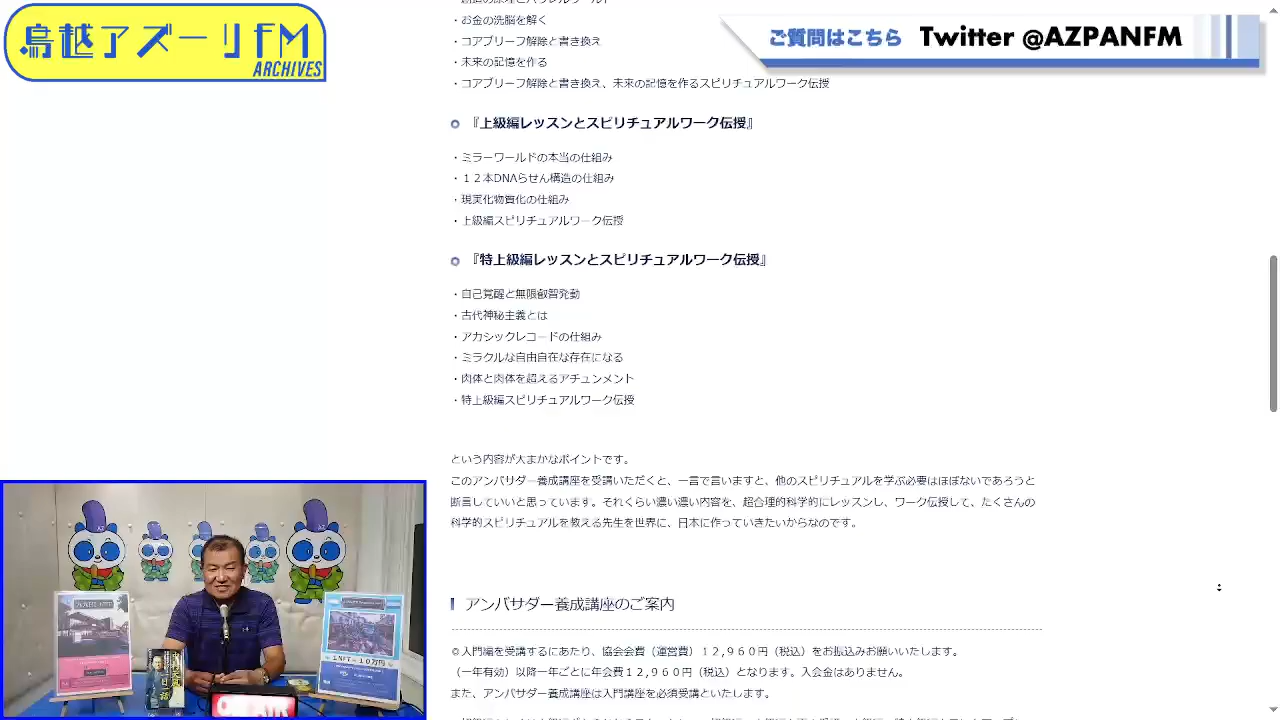 鳥越アズーリFM
ARCHIVES
ご質問はこちら Twitter @AZPANFM
・お金の洗脳を解く
・コアブリーフ解除と書き換え
・未来の記憶を作る
・コアブリーフ解除と書き換え、未来の記憶を作るスピリチュアルワーク伝授
『上級編レッスンとスピリチュアルワーク伝授』
・ミラーワールドの本当の仕組み
・１２本DNAらせん構造の仕組み
・現実化物質化の仕組み
・上級編スピリチュアルワーク伝授
『特上級編レッスンとスピリチュアルワーク伝授』
・自己覚醒と無限叡智発動
・古代神秘主義とは
・アカシックレコードの仕組み
・ミラクルな自由自在な存在になる
・肉体と肉体を超えるアチュンメント
・特上級編スピリチュアルワーク伝授
という内容が大まかなポイントです。
このアンバサダー養成講座を受講いただくと、一言で言いますと、他のスピリチュアルを学ぶ必要はほぼないであろうと
断言していいと思っています。それくらい濃い濃い内容を、超合理的科学的にレッスンし、ワーク伝授して、たくさんの
科学的スピリチュアルを教える先生を世界に、日本に作っていきたいからなのです。
アンバサダー養成講座のご案内
◎入門編を受講するにあたり、協会会費（運営費）１２,９６０円（税込）をお振込みお願いいたします。
（一年有効）以降一年ごとに年会費１２,９６０円（税込）となります。入会金はありません。
また、アンバサダー養成講座は入門講座を必須受講といたします。
1NFT=10万円